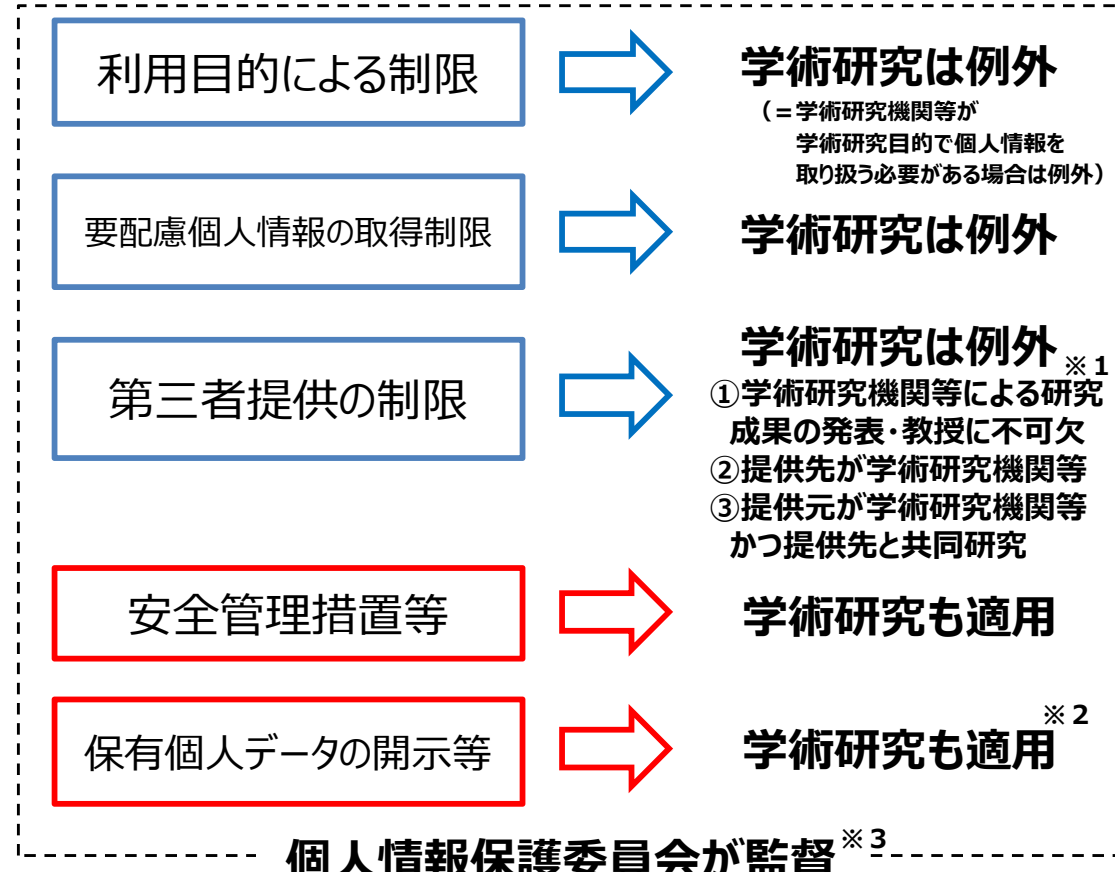 利用目的による制限
学術研究は例外
（＝学術研究機関等が
学術研究目的で個人情報を
取り扱う必要がある場合は例外）
要配慮個人情報の取得制限
学術研究は例外
第三者提供の制限
学術研究は例外※１
①学術研究機関等による研究
成果の発表・教授に不可欠
②提供先が学術研究機関等
③提供元が学術研究機関等
かつ提供先と共同研究
安全管理措置等
学術研究も適用
保有個人データの開示等
学術研究も適用※２
個人情報保護委員会が監督※３